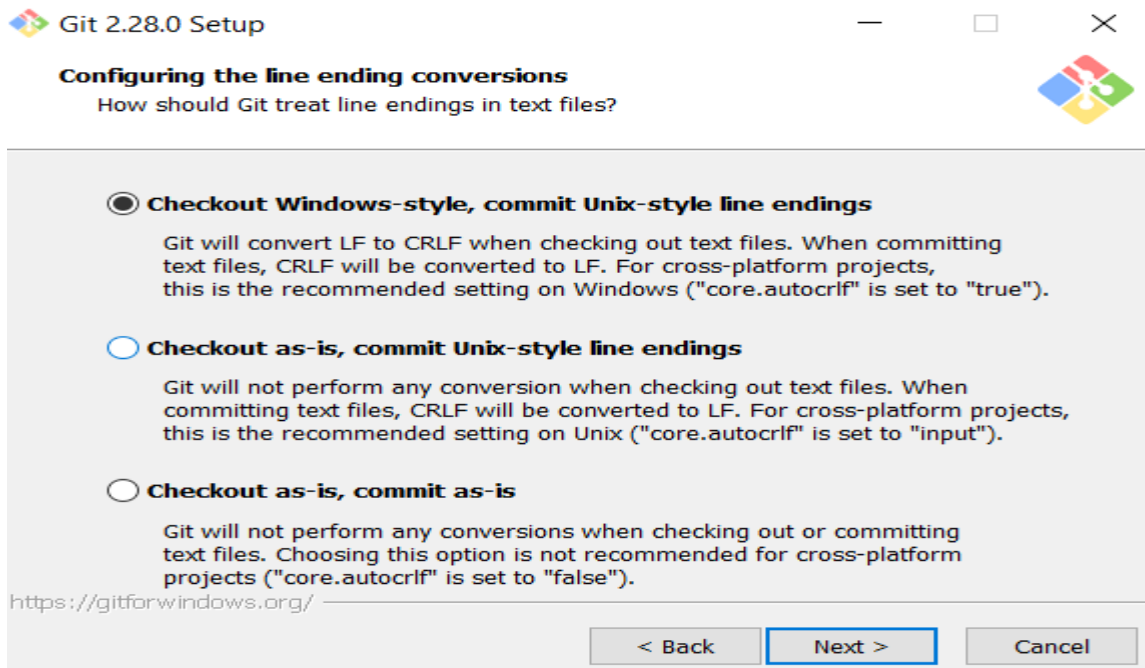 Git 2.28.0 Setup
Configuring the line ending conversions
How should Git treat line endings in text files?
Checkout Windows-style, commit Unix-style line endings
Git will convert LF to CRLF when checking out text files. When committing
text files, CRLF will be converted to LF. For cross-platform projects,
this is the recommended setting on Windows ("core.autocrlf" is set to "true").
Checkout as-is, commit Unix-style line endings
Git will not perform any conversion when checking out text files. When
committing text files, CRLF will be converted to LF. For cross-platform projects,
this is the recommended setting on Unix ("core.autocrlf" is set to "input").
Checkout as-is, commit as-is
Git will not perform any conversions when checking out or committing
text files. Choosing this option is not recommended for cross-platform
projects ("core.autocrlf" is set to "false").
https://gitforwindows.org/
< Back Next > Cancel